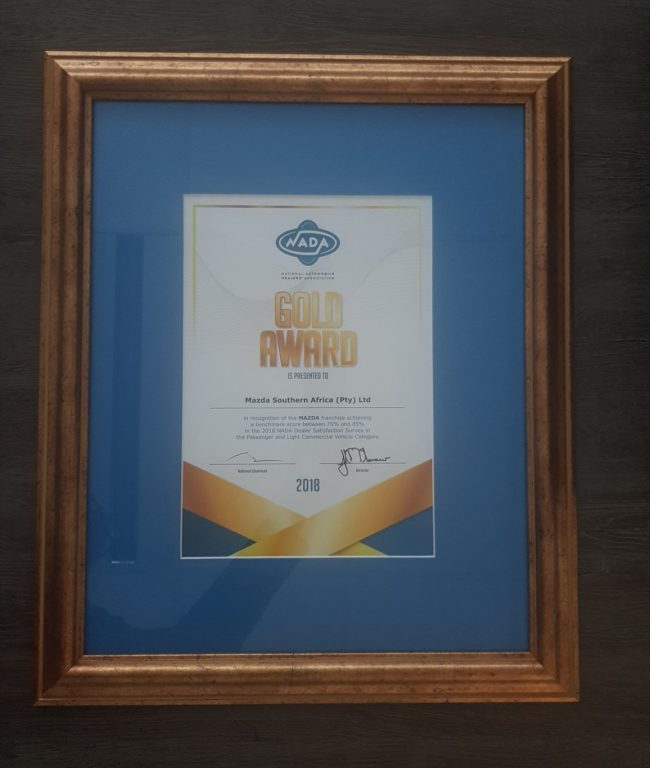 NADA
NATIONAL AUTOMOBILE
DEALERS' ASSOCIATION
GOLD
AWARD
IS PRESENTED TO
Mazda Southern Africa (Pty) Ltd
In recognition of the MAZDA franchise achieving
a benchmark score between 75% and 85%
in the 2018 NADA Dealer Satisfaction Survey in
the Passenger and Light Commercial Vehicle Category
National Chairman
Director
2018